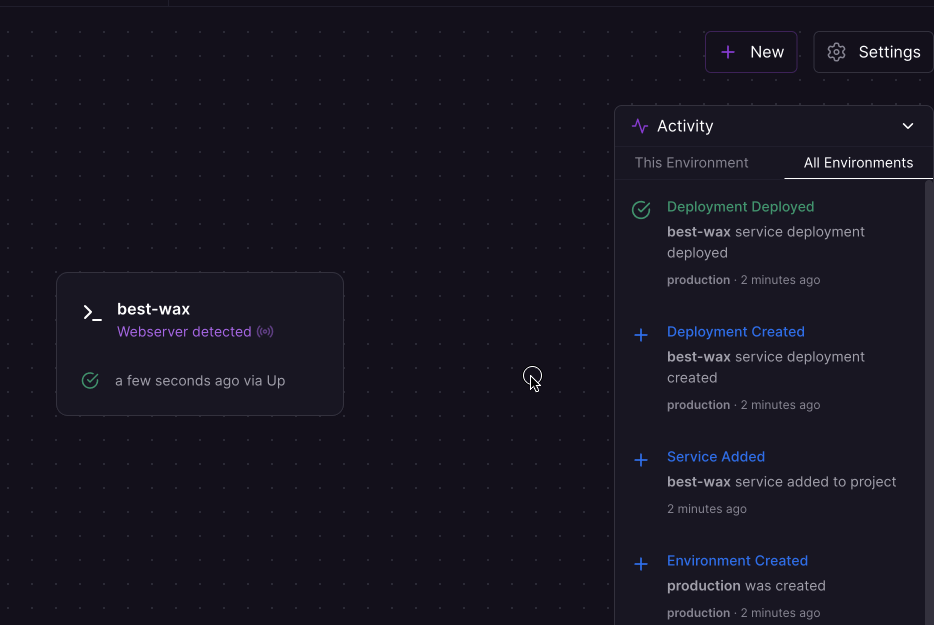 New
Settings
Activity
This Environment
All Environments
Deployment Deployed
best-wax service deployment
deployed
production · 2 minutes ago
Deployment Created
best-wax service deployment
created
production · 2 minutes ago
Service Added
best-wax service added to project
2 minutes ago
Environment Created
production was created
production · 2 minutes ago
best-wax
Webserver detected
a few seconds ago via Up